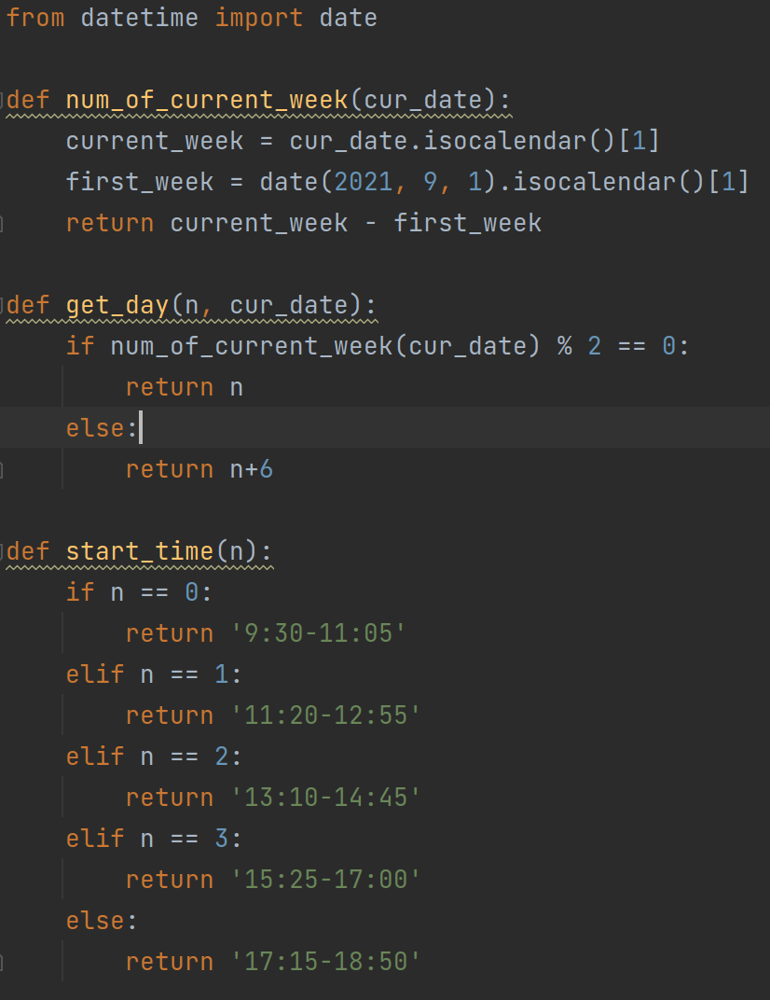 from datetime import date
def num_of_current_week(cur_date):
    current_week = cur_date.isocalendar()[1]
    first_week = date(2021, 9, 1).isocalendar()[1]
    return current_week - first_week
def get_day(n, cur_date):
    if num_of_current_week(cur_date) % 2 == 0:
        return n
    else:
        return n+6
def start_time(n):
    if n == 0:
        return '9:30-11:05'
    elif n == 1:
        return '11:20-12:55'
    elif n == 2:
        return '13:10-14:45'
    elif n == 3:
        return '15:25-17:00'
    else:
        return '17:15-18:50'